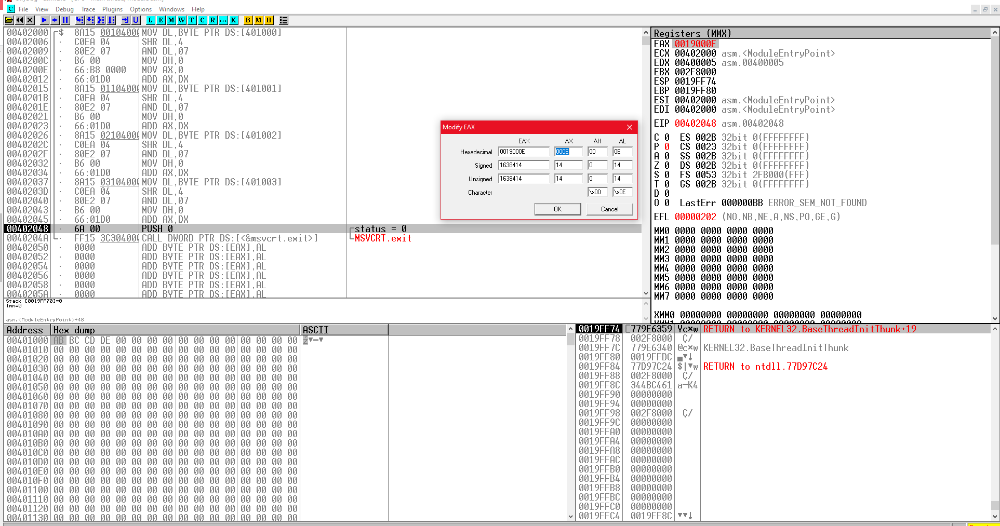 File View Debug Trace Plugins Options Windows Help
L E M W T C R ... K B M H
00402000 $ 8A15 00104000 MOV DL,BYTE PTR DS:[401000]
00402006 · C0EA 04 SHR DL,4
00402009 · 80E2 07 AND DL,07
0040200C · B6 00 MOV DH,0
0040200E · 66:B8 0000 MOV AX,0
00402012 · 66:01D0 ADD AX,DX
00402015 · 8A15 01104000 MOV DL,BYTE PTR DS:[401001]
0040201B · C0EA 04 SHR DL,4
0040201E · 80E2 07 AND DL,07
00402021 · B6 00 MOV DH,0
00402023 · 66:01D0 ADD AX,DX
00402026 · 8A15 02104000 MOV DL,BYTE PTR DS:[401002]
0040202C · C0EA 04 SHR DL,4
0040202F · 80E2 07 AND DL,07
00402032 · B6 00 MOV DH,0
00402034 · 66:01D0 ADD AX,DX
00402037 · 8A15 03104000 MOV DL,BYTE PTR DS:[401003]
0040203D · C0EA 04 SHR DL,4
00402040 · 80E2 07 AND DL,07
00402043 · B6 00 MOV DH,0
00402045 · 66:01D0 ADD AX,DX
00402048 · 6A 00 PUSH 0 status = 0
0040204A · FF15 3C304000 CALL DWORD PTR DS:[<&msvcrt.exit>] MSVCRT.exit
00402050 · 0000 ADD BYTE PTR DS:[EAX],AL
00402052 · 0000 ADD BYTE PTR DS:[EAX],AL
00402054 · 0000 ADD BYTE PTR DS:[EAX],AL
00402056 · 0000 ADD BYTE PTR DS:[EAX],AL
00402058 · 0000 ADD BYTE PTR DS:[EAX],AL
0040205A · 0000 ADD BYTE PTR DS:[EAX],AL
Stack [0019FF70]=0
Imm=0
asm.<ModuleEntryPoint>+48
Modify EAX
EAX AX AH AL
Hexadecimal 0019000E 000E 00 0E
Signed 1638414 14 0 14
Unsigned 1638414 14 0 14
Character \x00 \x0E
OK Cancel
Registers (MMX)
EAX 0019000E
ECX 00402000 asm.<ModuleEntryPoint>
EDX 00400005 asm.00400005
EBX 002F8000
ESP 0019FF74
EBP 0019FF80
ESI 00402000 asm.<ModuleEntryPoint>
EDI 00402000 asm.<ModuleEntryPoint>
EIP 00402048 asm.00402048
C 0 ES 002B 32bit 0(FFFFFFFF)
P 0 CS 0023 32bit 0(FFFFFFFF)
A 0 SS 002B 32bit 0(FFFFFFFF)
Z 0 DS 002B 32bit 0(FFFFFFFF)
S 0 FS 0053 32bit 2FB000(FFF)
T 0 GS 002B 32bit 0(FFFFFFFF)
D 0
O 0 LastErr 000000BB ERROR_SEM_NOT_FOUND
EFL 00000202 (NO,NB,NE,A,NS,PO,GE,G)
MM0 0000 0000 0000 0000
MM1 0000 0000 0000 0000
MM2 0000 0000 0000 0000
MM3 0000 0000 0000 0000
MM4 0000 0000 0000 0000
MM5 0000 0000 0000 0000
MM6 0000 0000 0000 0000
MM7 0000 0000 0000 0000
XMM0 00000000 00000000 00000000 00000000
Address Hex dump ASCII
00401000 AB BC CD DE 00 00 00 00 00 00 00 00 00 00 00 00
00401010 00 00 00 00 00 00 00 00 00 00 00 00 00 00 00 00
00401020 00 00 00 00 00 00 00 00 00 00 00 00 00 00 00 00
00401030 00 00 00 00 00 00 00 00 00 00 00 00 00 00 00 00
00401040 00 00 00 00 00 00 00 00 00 00 00 00 00 00 00 00
00401050 00 00 00 00 00 00 00 00 00 00 00 00 00 00 00 00
00401060 00 00 00 00 00 00 00 00 00 00 00 00 00 00 00 00
00401070 00 00 00 00 00 00 00 00 00 00 00 00 00 00 00 00
00401080 00 00 00 00 00 00 00 00 00 00 00 00 00 00 00 00
00401090 00 00 00 00 00 00 00 00 00 00 00 00 00 00 00 00
004010A0 00 00 00 00 00 00 00 00 00 00 00 00 00 00 00 00
004010B0 00 00 00 00 00 00 00 00 00 00 00 00 00 00 00 00
004010C0 00 00 00 00 00 00 00 00 00 00 00 00 00 00 00 00
004010D0 00 00 00 00 00 00 00 00 00 00 00 00 00 00 00 00
004010E0 00 00 00 00 00 00 00 00 00 00 00 00 00 00 00 00
004010F0 00 00 00 00 00 00 00 00 00 00 00 00 00 00 00 00
00401100 00 00 00 00 00 00 00 00 00 00 00 00 00 00 00 00
00401110 00 00 00 00 00 00 00 00 00 00 00 00 00 00 00 00
00401120 00 00 00 00 00 00 00 00 00 00 00 00 00 00 00 00
00401130 00 00 00 00 00 00 00 00 00 00 00 00 00 00 00 00
0019FF74 779E6359 Yc×w RETURN to KERNEL32.BaseThreadInitThunk+19
0019FF78 002F8000 Ç/
0019FF7C 779E6340 @c×w KERNEL32.BaseThreadInitThunk
0019FF80 0019FFDC ▄▼↓
0019FF84 77D97C24 $|▼w RETURN to ntdll.77D97C24
0019FF88 002F8000 Ç/
0019FF8C 344BC461 a─K4
0019FF90 00000000
0019FF94 00000000
0019FF98 002F8000 Ç/
0019FF9C 00000000
0019FFA0 00000000
0019FFA4 00000000
0019FFA8 00000000
0019FFAC 00000000
0019FFB0 00000000
0019FFB4 00000000
0019FFB8 00000000
0019FFBC 00000000
0019FFC0 00000000
0019FFC4 0019FF8C ▼▼↓